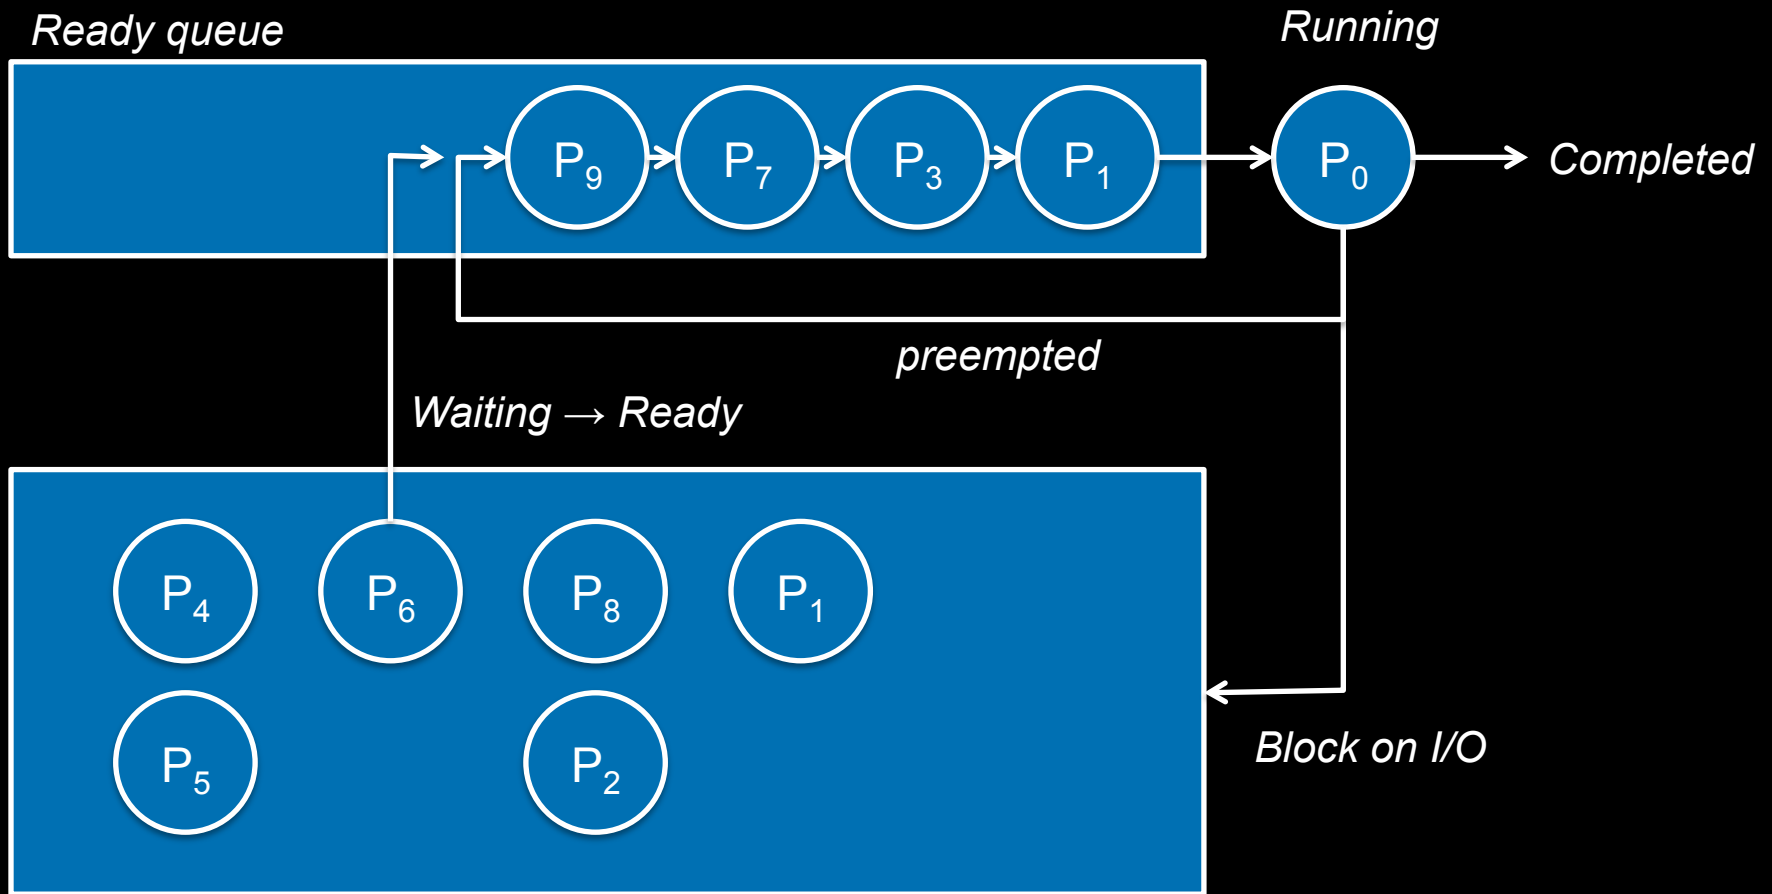 Ready queue
Running
P₉
P₇
P₃
P₁
P₀
Completed
preempted
Waiting → Ready
P₄
P₆
P₈
P₁
P₅
P₂
Block on I/O